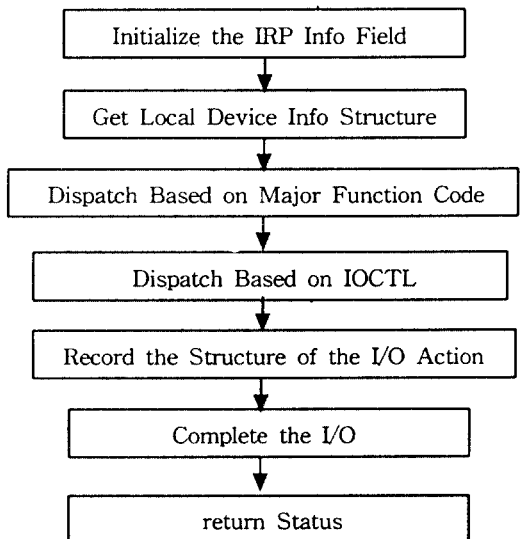 Initialize the IRP Info Field
Get Local Device Info Structure
Dispatch Based on Major Function Code
Dispatch Based on IOCTL
Record the Structure of the I/O Action
Complete the I/O
return Status